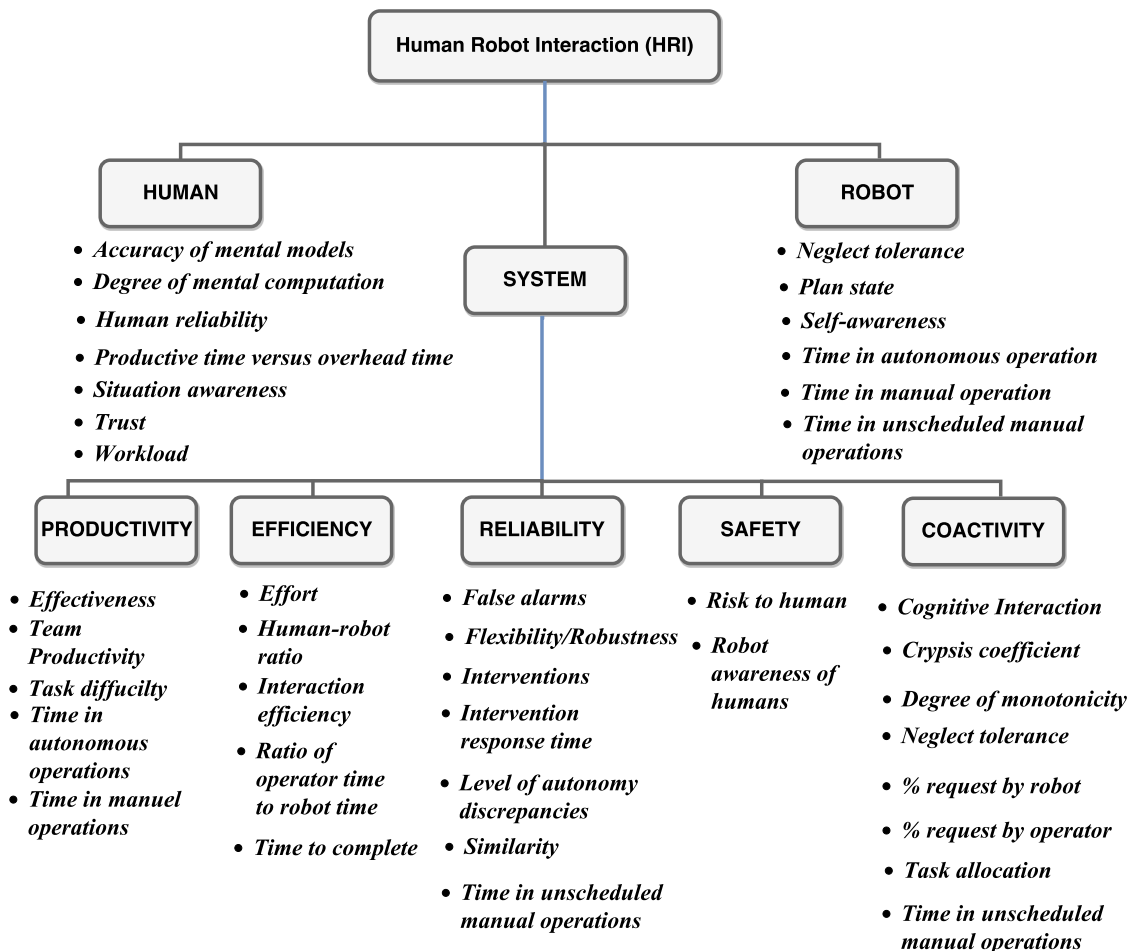 Human Robot Interaction (HRI)
HUMAN
• Accuracy of mental models
• Degree of mental computation
• Human reliability
• Productive time versus overhead time
• Situation awareness
• Trust
• Workload
SYSTEM
ROBOT
• Neglect tolerance
• Plan state
• Self-awareness
• Time in autonomous operation
• Time in manual operation
• Time in unscheduled manual
operations
PRODUCTIVITY
• Effectiveness
• Team
Productivity
• Task diffucilty
• Time in
autonomous
operations
• Time in manuel
operations
EFFICIENCY
• Effort
• Human-robot
ratio
• Interaction
efficiency
• Ratio of
operator time
to robot time
• Time to complete
RELIABILITY
• False alarms
• Flexibility/Robustness
• Interventions
• Intervention
response time
• Level of autonomy
discrepancies
• Similarity
• Time in unscheduled
manual operations
SAFETY
• Risk to human
• Robot
awareness of
humans
COACTIVITY
• Cognitive Interaction
• Crypsis coefficient
• Degree of monotonicity
• Neglect tolerance
• % request by robot
• % request by operator
• Task allocation
• Time in unscheduled
manual operations